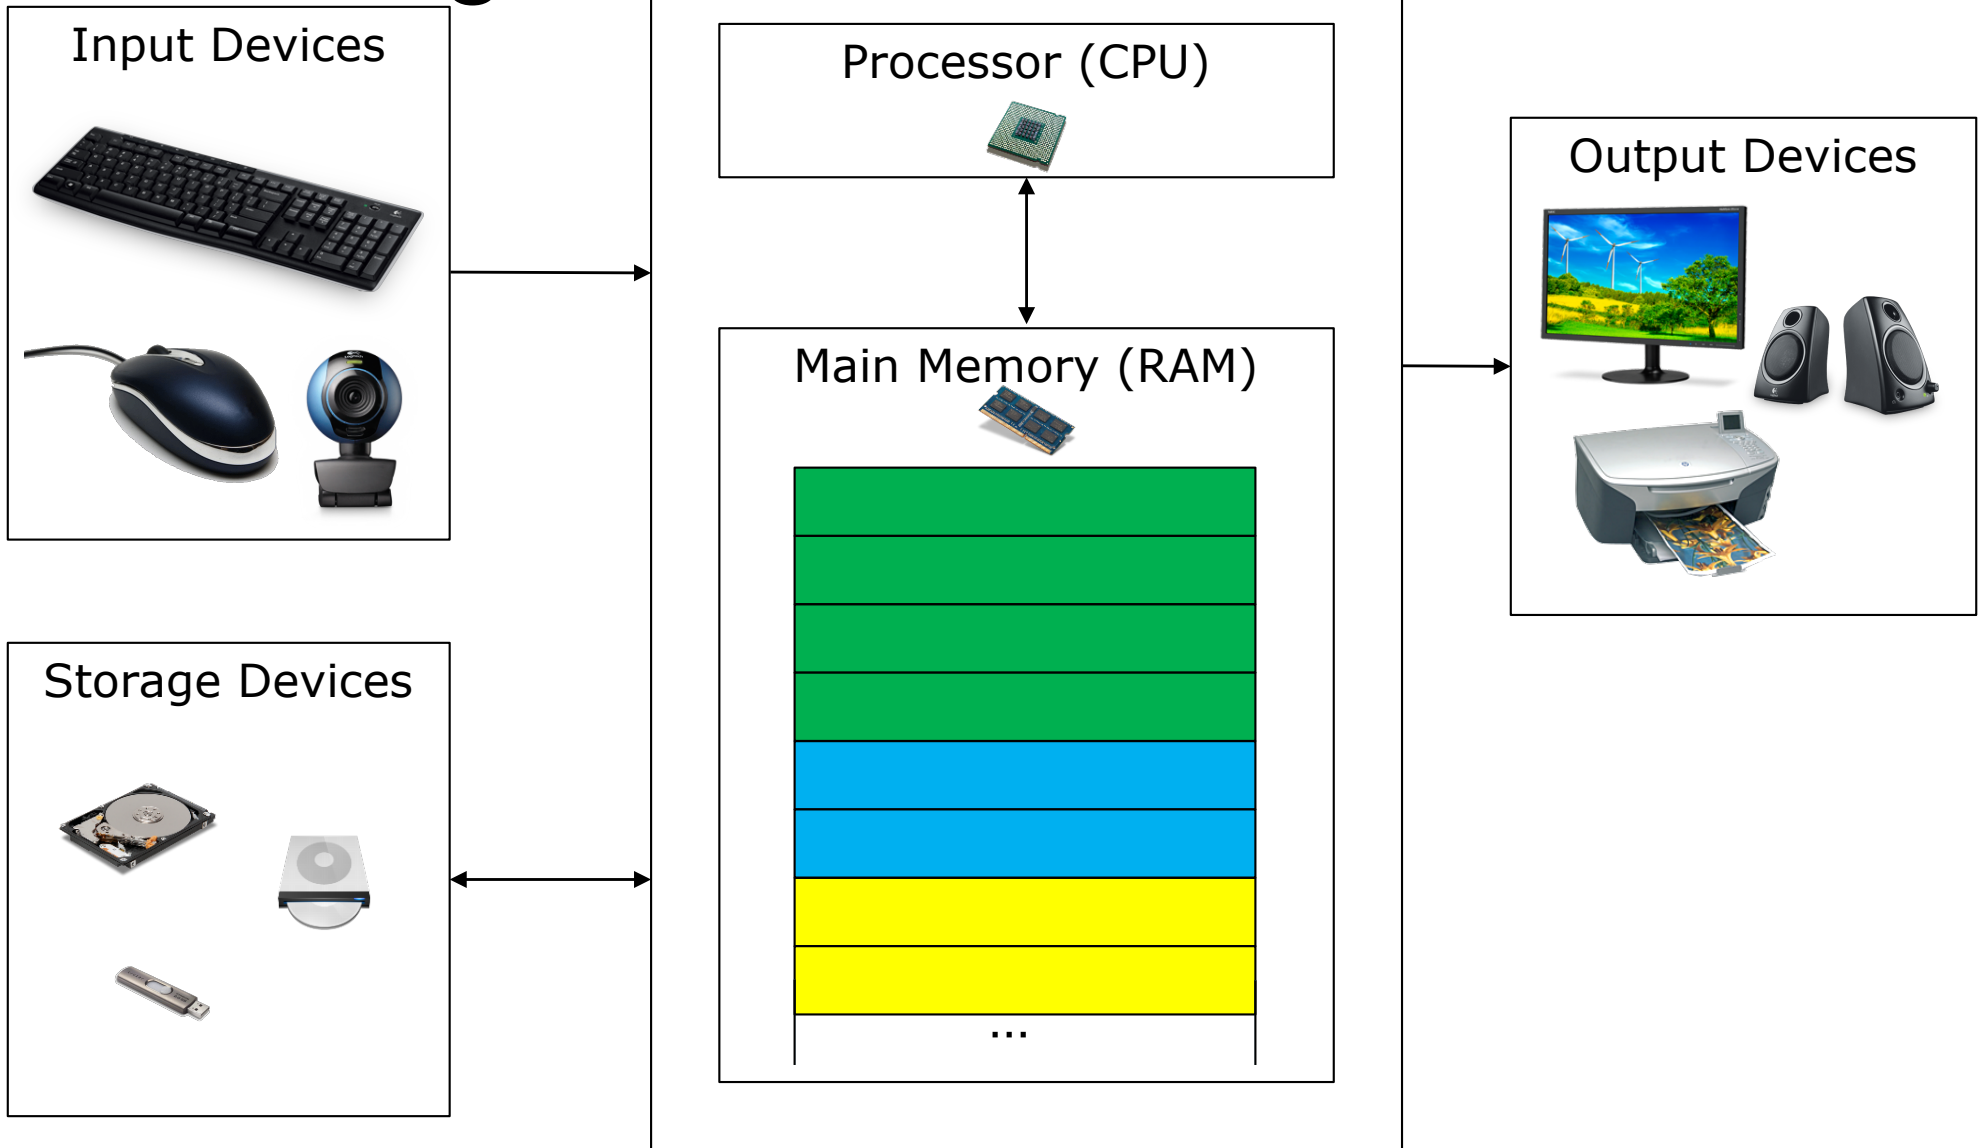 Input Devices
Processor (CPU)
Output Devices
Main Memory (RAM)
Storage Devices
...